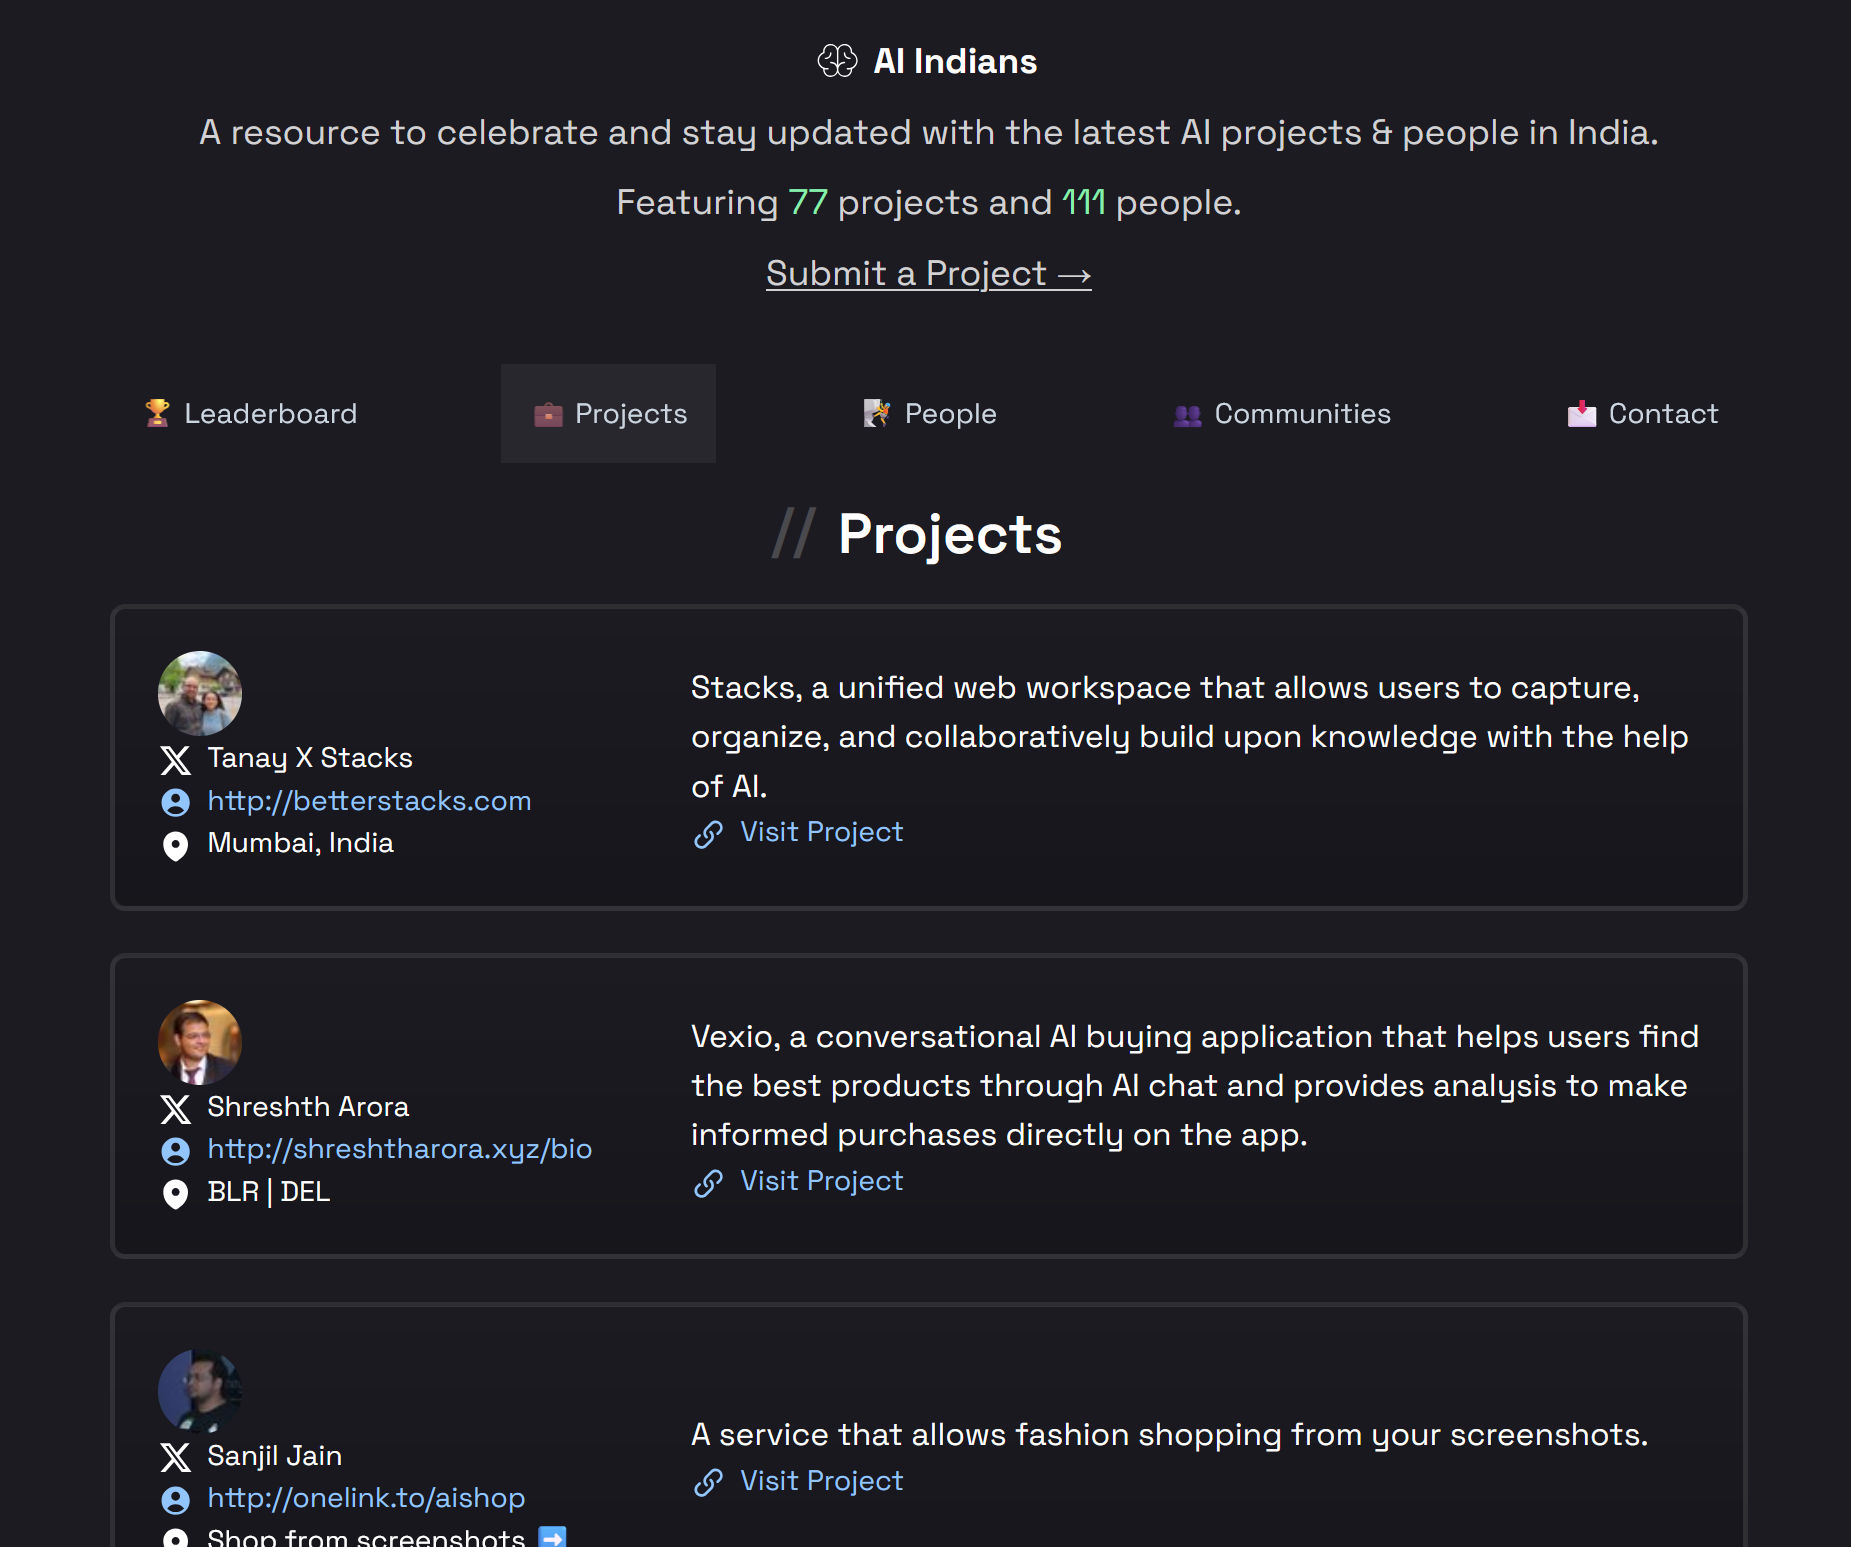 AI Indians
A resource to celebrate and stay updated with the latest AI projects & people in India.
Featuring 77 projects and 111 people.
Submit a Project →
Leaderboard
Projects
People
Communities
Contact
// Projects
Tanay X Stacks
http://betterstacks.com
Mumbai, India
Stacks, a unified web workspace that allows users to capture,
organize, and collaboratively build upon knowledge with the help
of AI.
Visit Project
Shreshth Arora
http://shreshtharora.xyz/bio
BLR | DEL
Vexio, a conversational AI buying application that helps users find
the best products through AI chat and provides analysis to make
informed purchases directly on the app.
Visit Project
Sanjil Jain
http://onelink.to/aishop
Shop from screenshots ➡️
A service that allows fashion shopping from your screenshots.
Visit Project